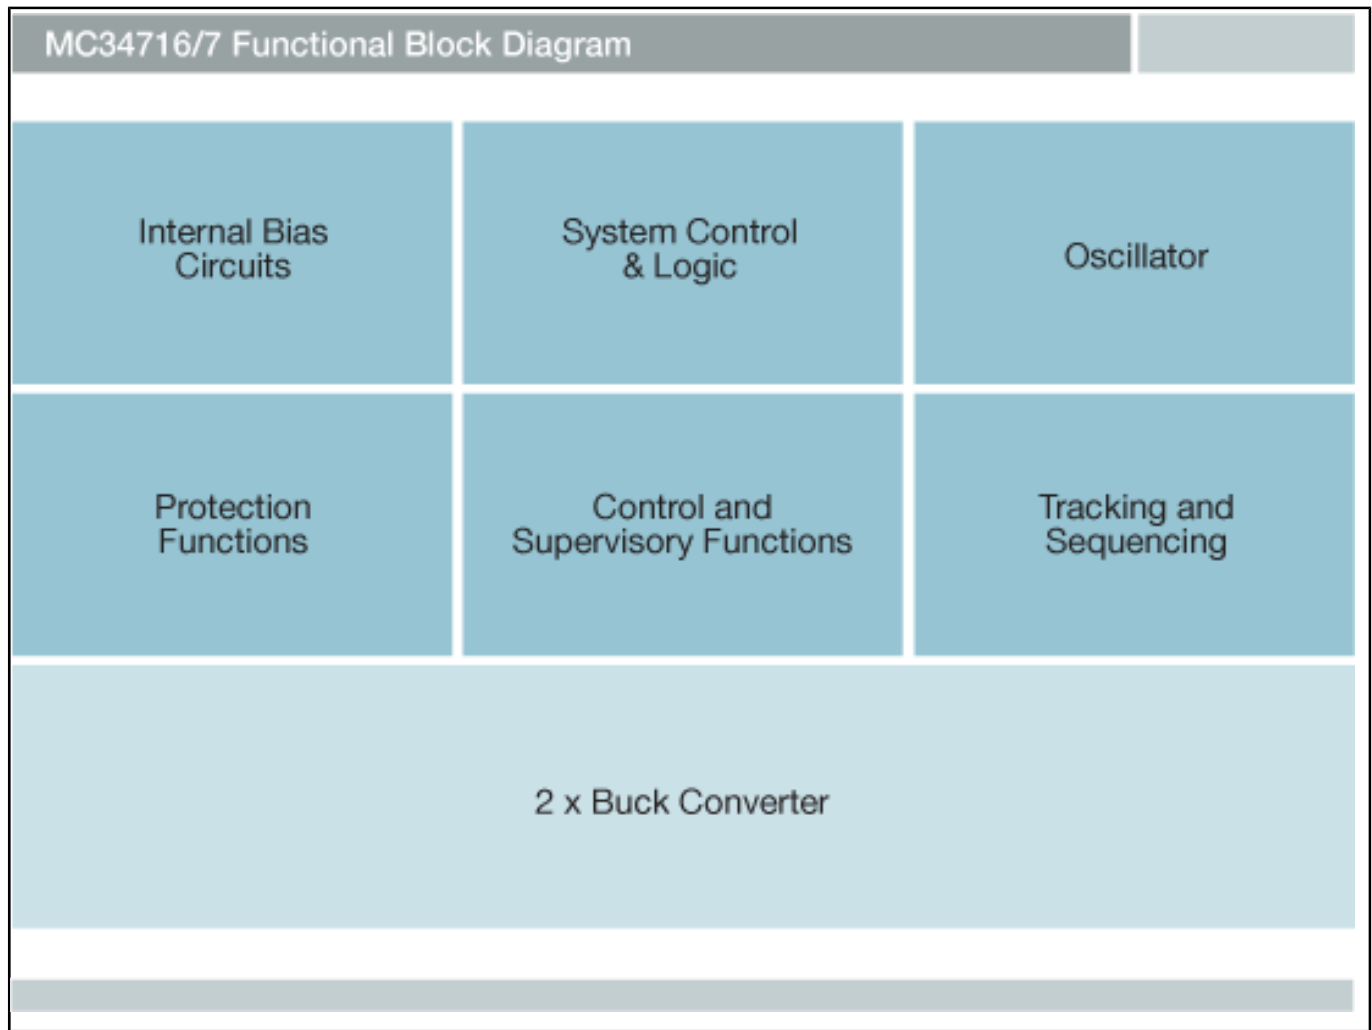 MC34716/7 Functional Block Diagram
Internal Bias
Circuits
System Control
& Logic
Oscillator
Protection
Functions
Control and
Supervisory Functions
Tracking and
Sequencing
2 x Buck Converter